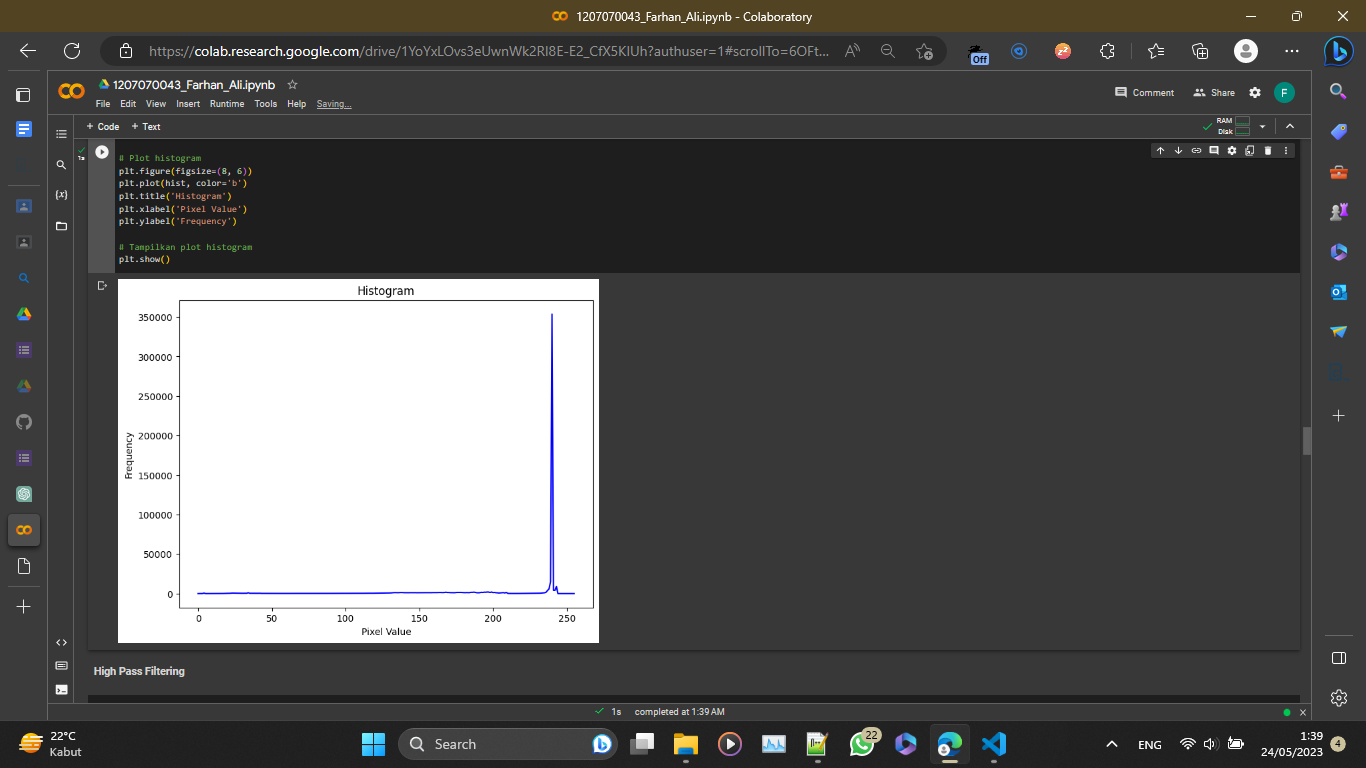 1207070043_Farhan_Ali.ipynb - Colaboratory
https://colab.research.google.com/drive/1YoYxLOvs3eUwnWk2RI8E-E2_CfX5KIUh?authuser=1#scrollTo=6OFt...
Off
1207070043_Farhan_Ali.ipynb
File Edit View Insert Runtime Tools Help Saving...
Comment Share F
+ Code + Text
RAM
Disk
1s
# Plot histogram
plt.figure(figsize=(8, 6))
plt.plot(hist, color='b')
plt.title('Histogram')
plt.xlabel('Pixel Value')
plt.ylabel('Frequency')
# Tampilkan plot histogram
plt.show()
Histogram
350000
300000
250000
200000
150000
100000
50000
0
Frequency
0 50 100 150 200 250
Pixel Value
High Pass Filtering
1s completed at 1:39 AM
22°C
Kabut
Search
22
ENG
1:39
24/05/2023
4